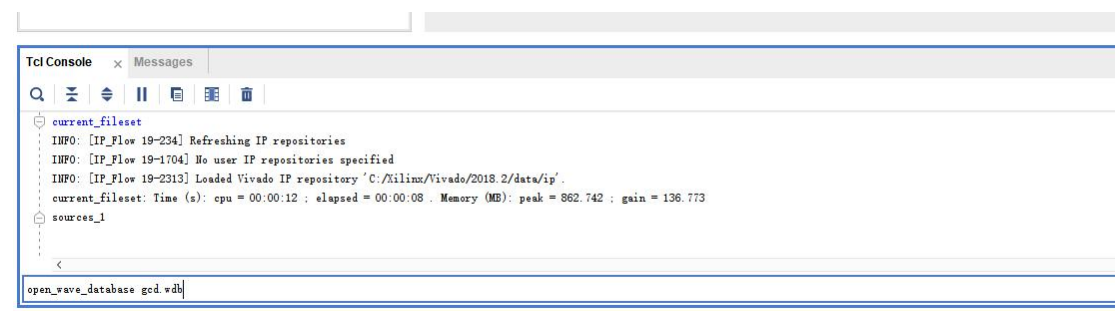 Tcl Console × Messages
current_fileset
INFO: [IP_Flow 19-234] Refreshing IP repositories
INFO: [IP_Flow 19-1704] No user IP repositories specified
INFO: [IP_Flow 19-2313] Loaded Vivado IP repository 'C:/Xilinx/Vivado/2018.2/data/ip'.
current_fileset: Time (s): cpu = 00:00:12 ; elapsed = 00:00:08 . Memory (MB): peak = 862.742 ; gain = 136.773
sources_1
open_wave_database gcd.wdb